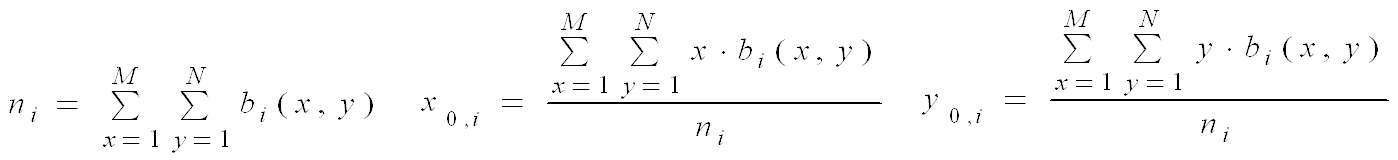 n_i = \sum_{x=1}^{M} \sum_{y=1}^{N} b_i(x, y)    x_{0,i} = \frac{\sum_{x=1}^{M} \sum_{y=1}^{N} x \cdot b_i(x, y)}{n_i}    y_{0,i} = \frac{\sum_{x=1}^{M} \sum_{y=1}^{N} y \cdot b_i(x, y)}{n_i}